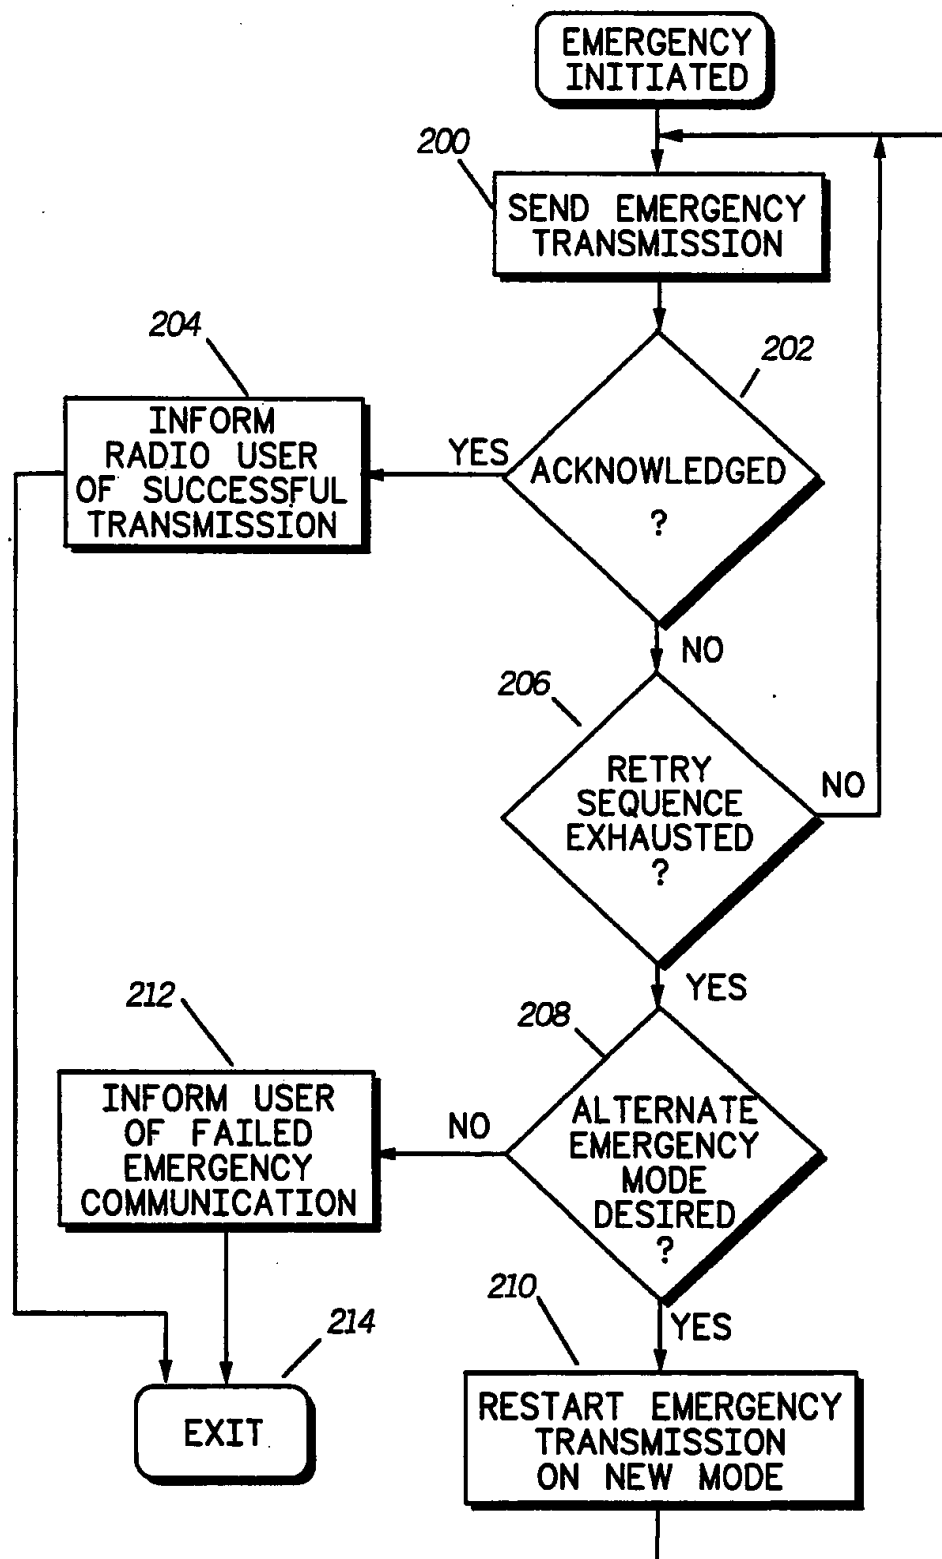 EMERGENCY
INITIATED
200
SEND EMERGENCY
TRANSMISSION
204
202
INFORM
RADIO USER
OF SUCCESSFUL
TRANSMISSION
YES
ACKNOWLEDGED
?
NO
206
RETRY
SEQUENCE
EXHAUSTED
?
NO
YES
212
208
INFORM USER
OF FAILED
EMERGENCY
COMMUNICATION
NO
ALTERNATE
EMERGENCY
MODE
DESIRED
?
210
YES
214
EXIT
RESTART EMERGENCY
TRANSMISSION
ON NEW MODE